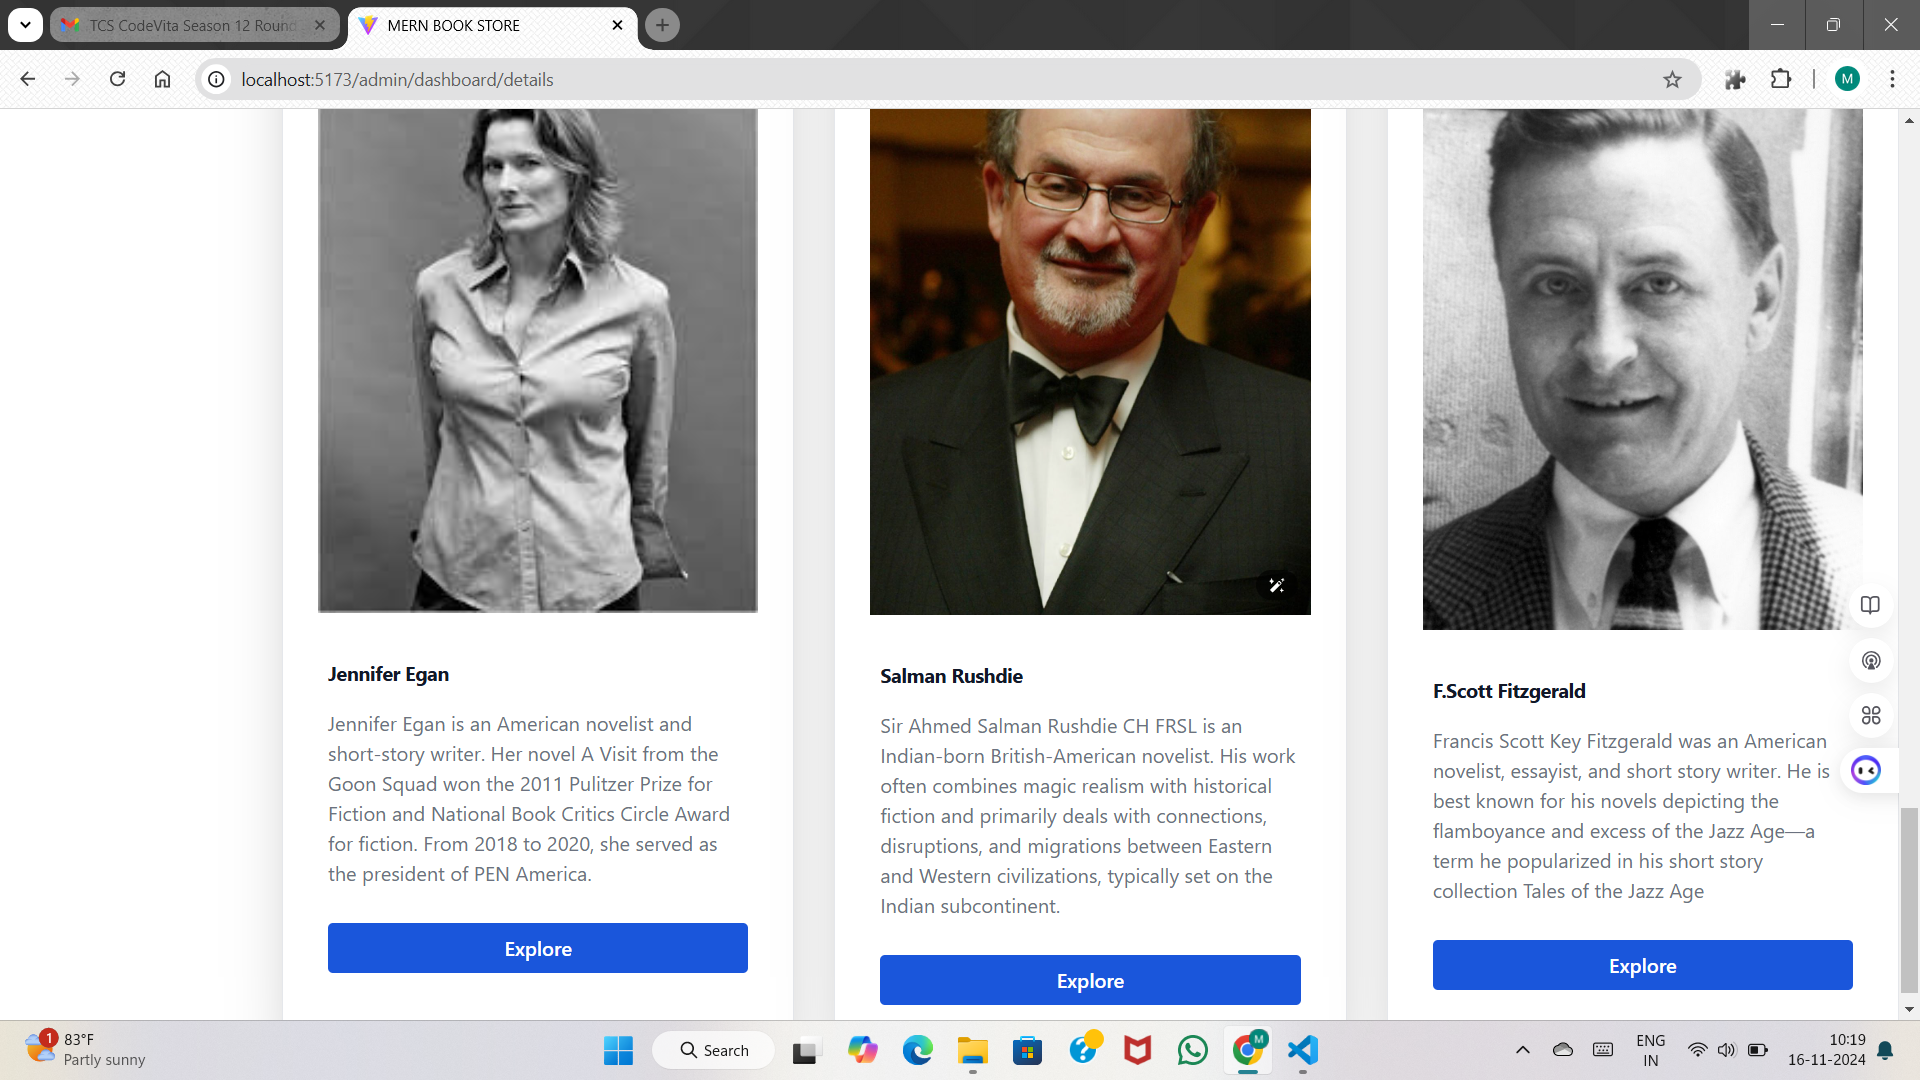 TCS CodeVita Season 12 Round
MERN BOOK STORE
localhost:5173/admin/dashboard/details
M
Jennifer Egan
Jennifer Egan is an American novelist and
short-story writer. Her novel A Visit from the
Goon Squad won the 2011 Pulitzer Prize for
Fiction and National Book Critics Circle Award
for fiction. From 2018 to 2020, she served as
the president of PEN America.
Explore
Salman Rushdie
Sir Ahmed Salman Rushdie CH FRSL is an
Indian-born British-American novelist. His work
often combines magic realism with historical
fiction and primarily deals with connections,
disruptions, and migrations between Eastern
and Western civilizations, typically set on the
Indian subcontinent.
Explore
F.Scott Fitzgerald
Francis Scott Key Fitzgerald was an American
novelist, essayist, and short story writer. He is
best known for his novels depicting the
flamboyance and excess of the Jazz Age—a
term he popularized in his short story
collection Tales of the Jazz Age
Explore
1
83°F
Partly sunny
Search
M
ENG
IN
10:19
16-11-2024